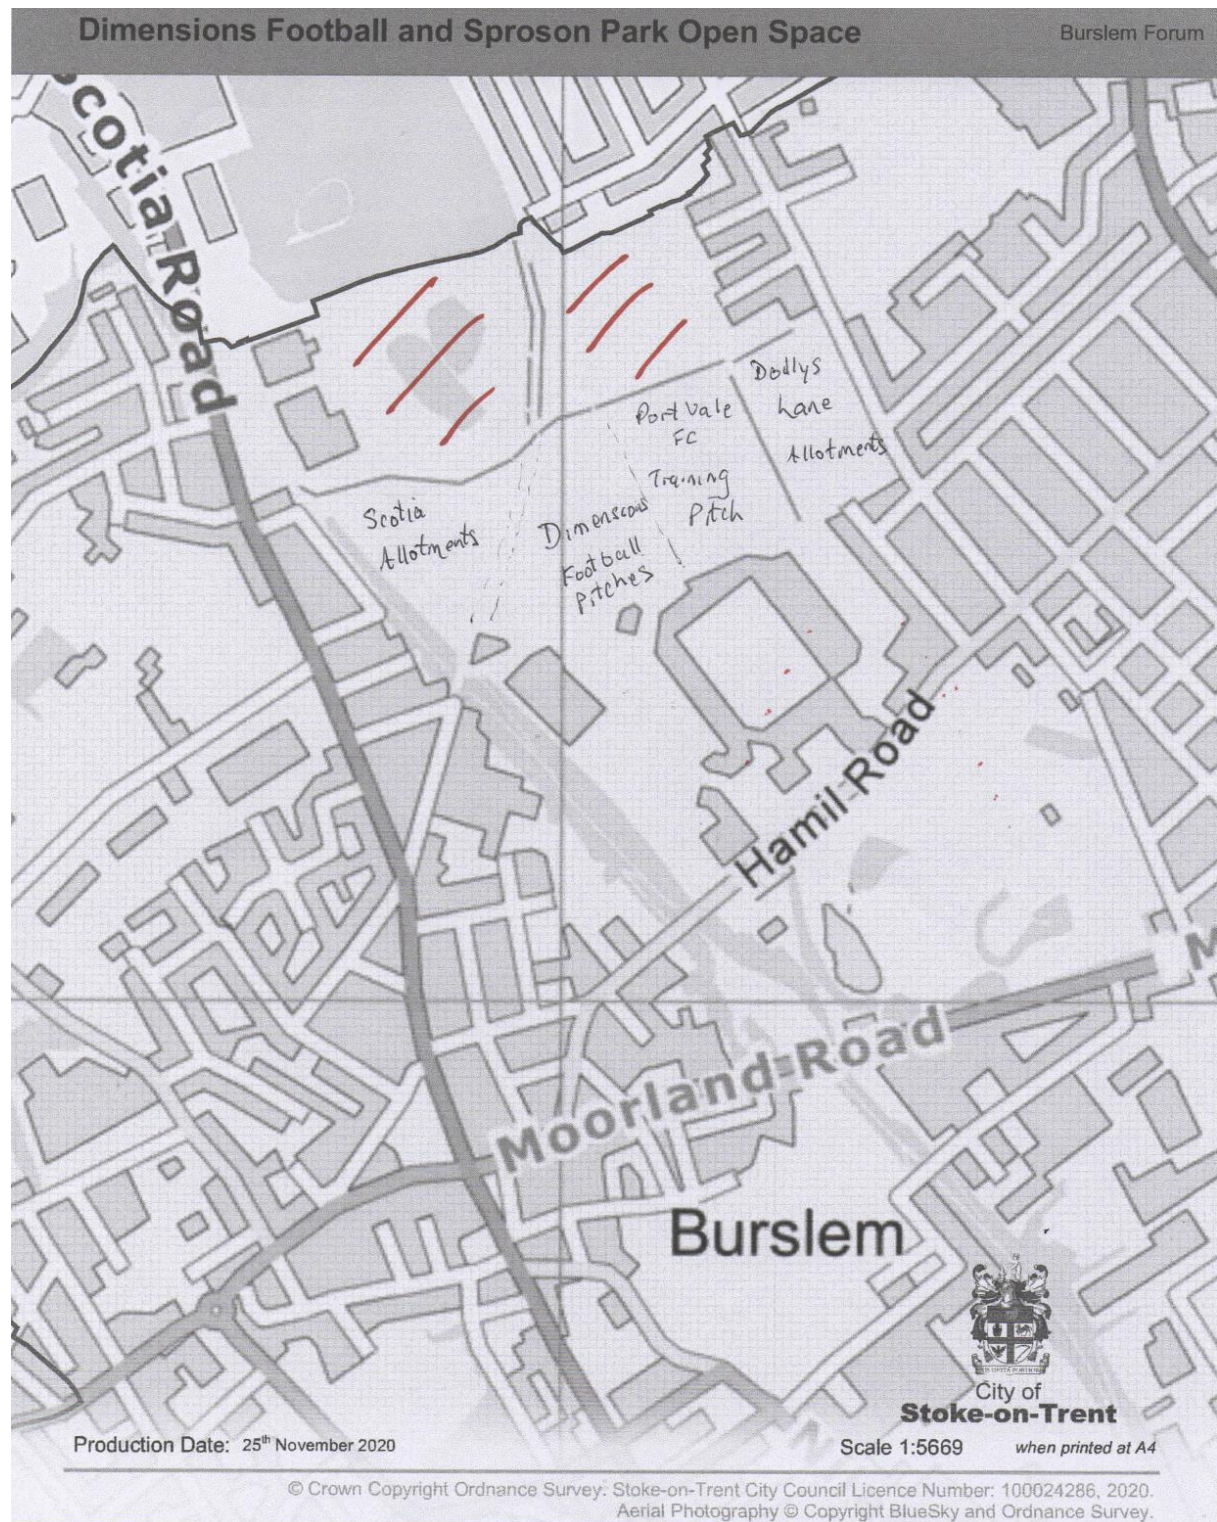 Dimensions Football and Sproson Park Open Space
Burslem Forum
Scotia Road
Dodlys
Lane
Allotments
Port Vale
FC
Training
Pitch
Scotia
Allotments
Dimensions
Football
Pitches
Hamil Road
M
Moorland Road
Burslem
City of
Stoke-on-Trent
Production Date: 25th November 2020
Scale 1:5669
when printed at A4
© Crown Copyright Ordnance Survey. Stoke-on-Trent City Council Licence Number: 100024286, 2020.
Aerial Photography © Copyright BlueSky and Ordnance Survey.